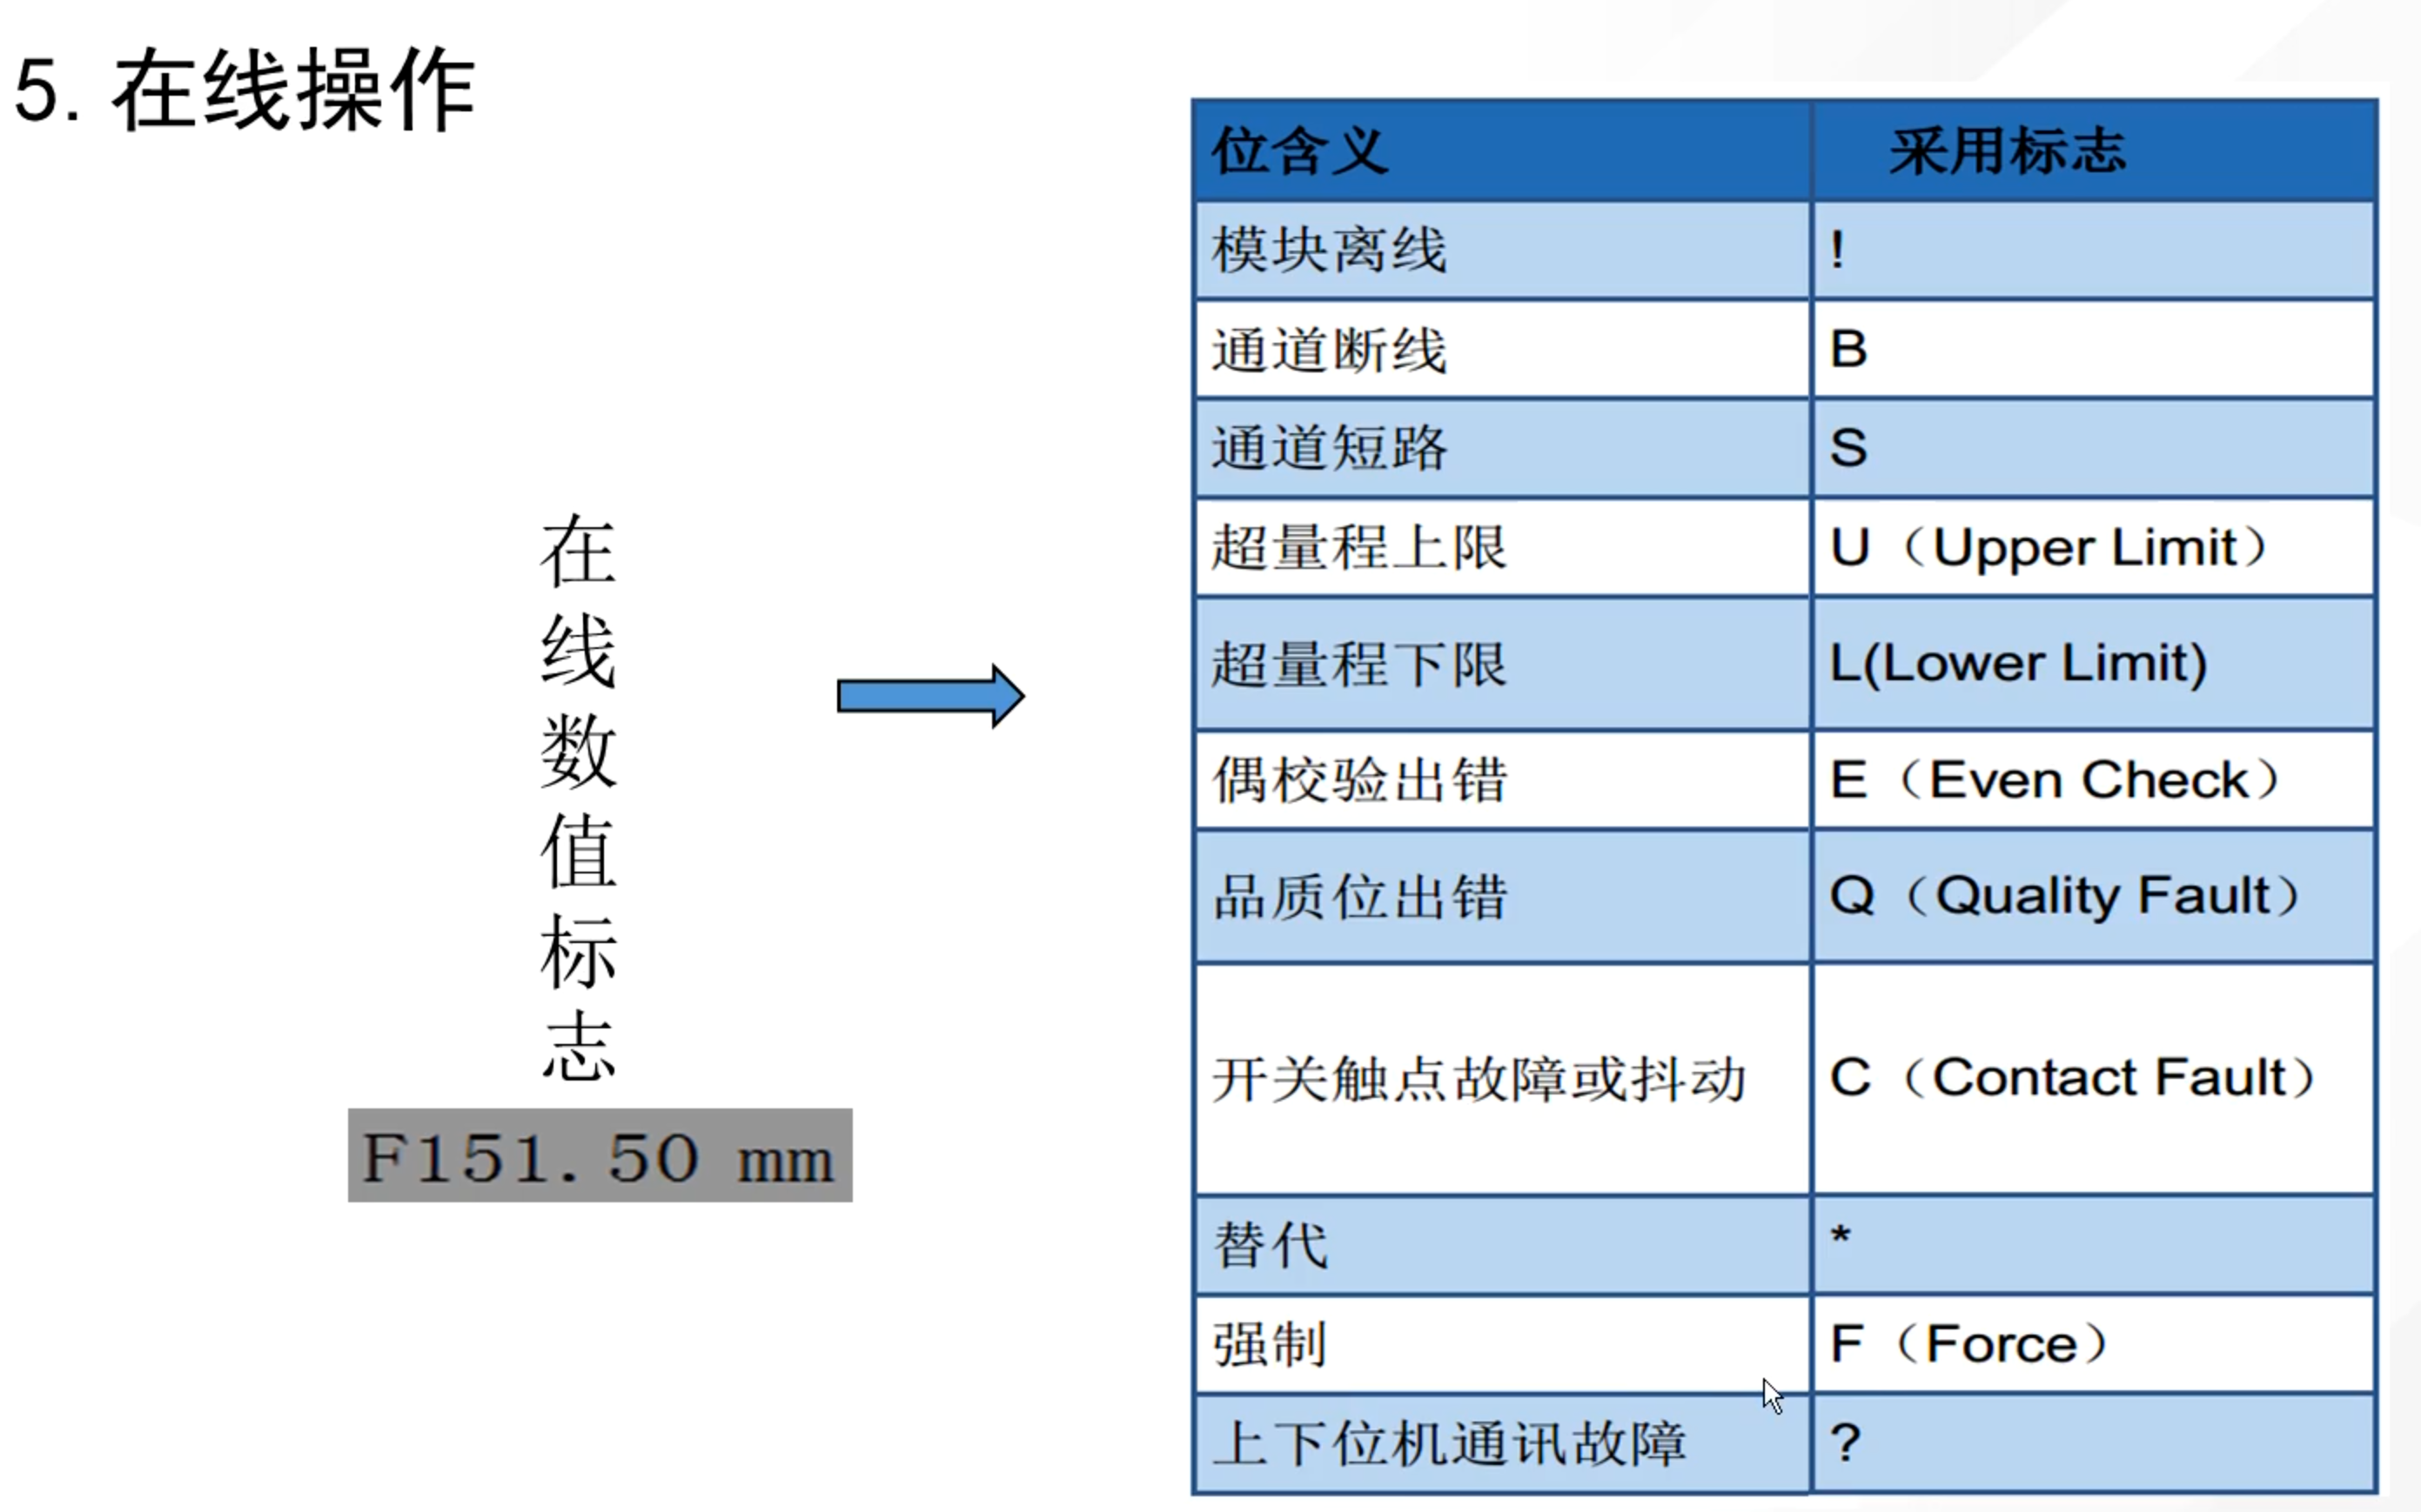 5. 在线操作
在线数值标志
F151.50 mm
位含义 采用标志
模块离线 !
通道断线 B
通道短路 S
超量程上限 U（Upper Limit）
超量程下限 L(Lower Limit)
偶校验出错 E（Even Check）
品质位出错 Q（Quality Fault）
开关触点故障或抖动 C（Contact Fault）
替代 *
强制 F（Force）
上下位机通讯故障 ?